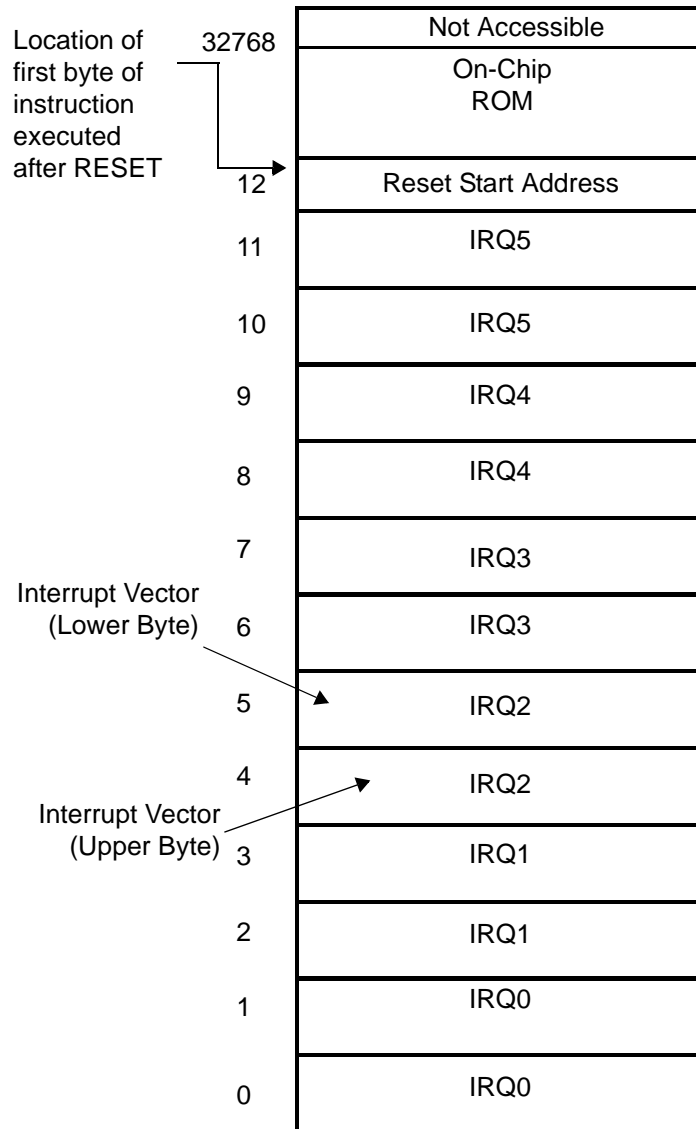 Location of
first byte of
instruction
executed
after RESET
32768
Not Accessible
On-Chip
ROM
12
Reset Start Address
11
IRQ5
10
IRQ5
9
IRQ4
8
IRQ4
7
IRQ3
Interrupt Vector
(Lower Byte)
6
IRQ3
5
IRQ2
4
IRQ2
Interrupt Vector
(Upper Byte)
3
IRQ1
2
IRQ1
1
IRQ0
0
IRQ0